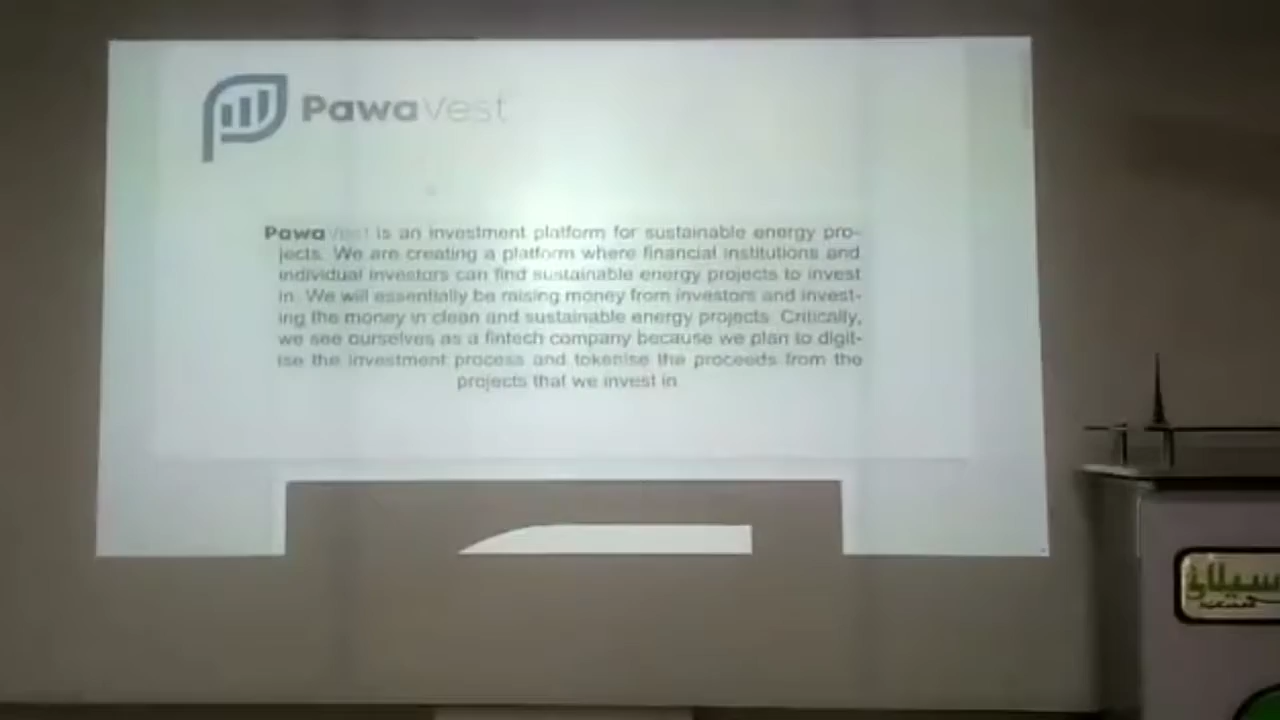 PawaVest
PawaVest is an investment platform for sustainable energy pro-
jects. We are creating a platform where financial institutions and
individual investors can find sustainable energy projects to invest
in. We will essentially be raising money from investors and invest-
ing the money in clean and sustainable energy projects. Critically,
we see ourselves as a fintech company because we plan to digit-
ise the investment process and tokenise the proceeds from the
projects that we invest in